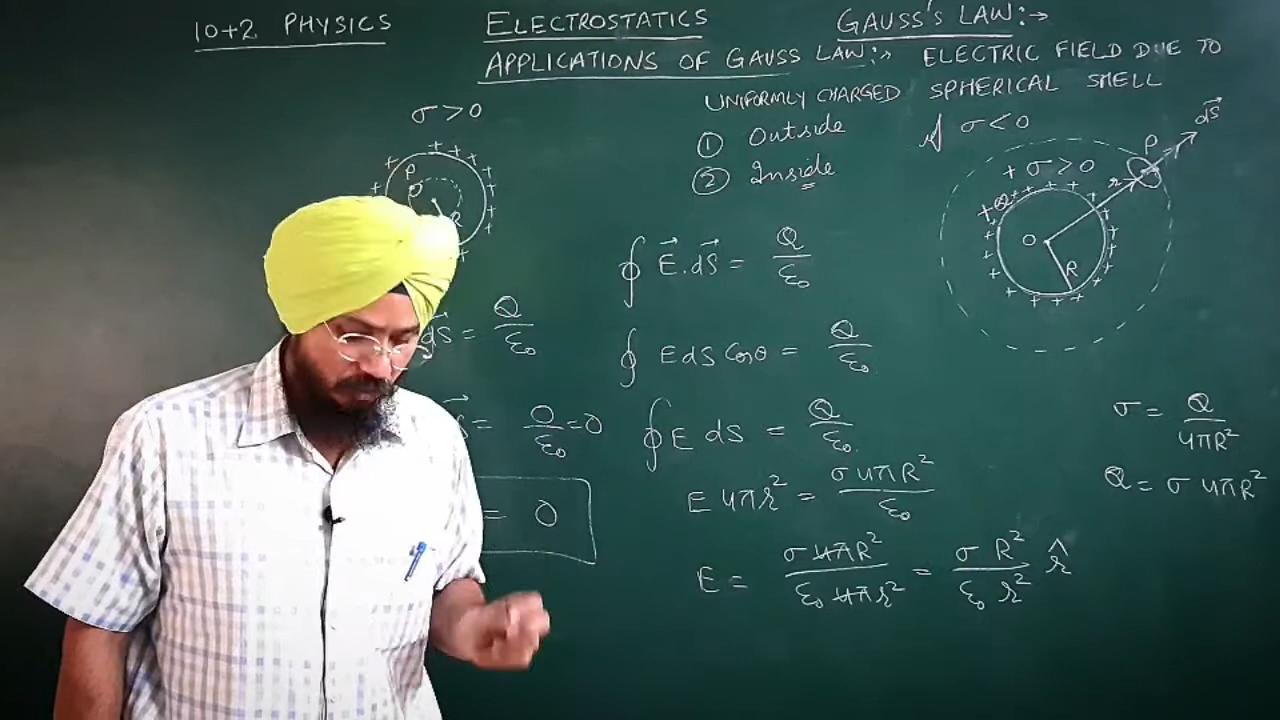 10+2 PHYSICS ELECTROSTATICS GAUSS'S LAW:→
APPLICATIONS OF GAUSS LAW:→ ELECTRIC FIELD DUE TO
UNIFORMLY CHARGED SPHERICAL SHELL
σ > 0
+ + + + + + + + + +
P
O
R
① Outside
② Inside
If σ < 0
dS⃗
P
+ σ > 0
r
+Q
+ + + + + + + + + + + + + + + + + + + +
O
R
dS⃗ = Q/ε₀
S⃗ = 0/ε₀ = 0
= 0
∮ E⃗.dS⃗ = Q/ε₀
∮ E dS Cosθ = Q/ε₀
∮ E dS = Q/ε₀
E 4πr² = σ 4πR²/ε₀
E = σ 4πR²/ε₀ 4πr² = σ R²/ε₀ r² r̂
σ = Q/4πR²
Q = σ 4πR²